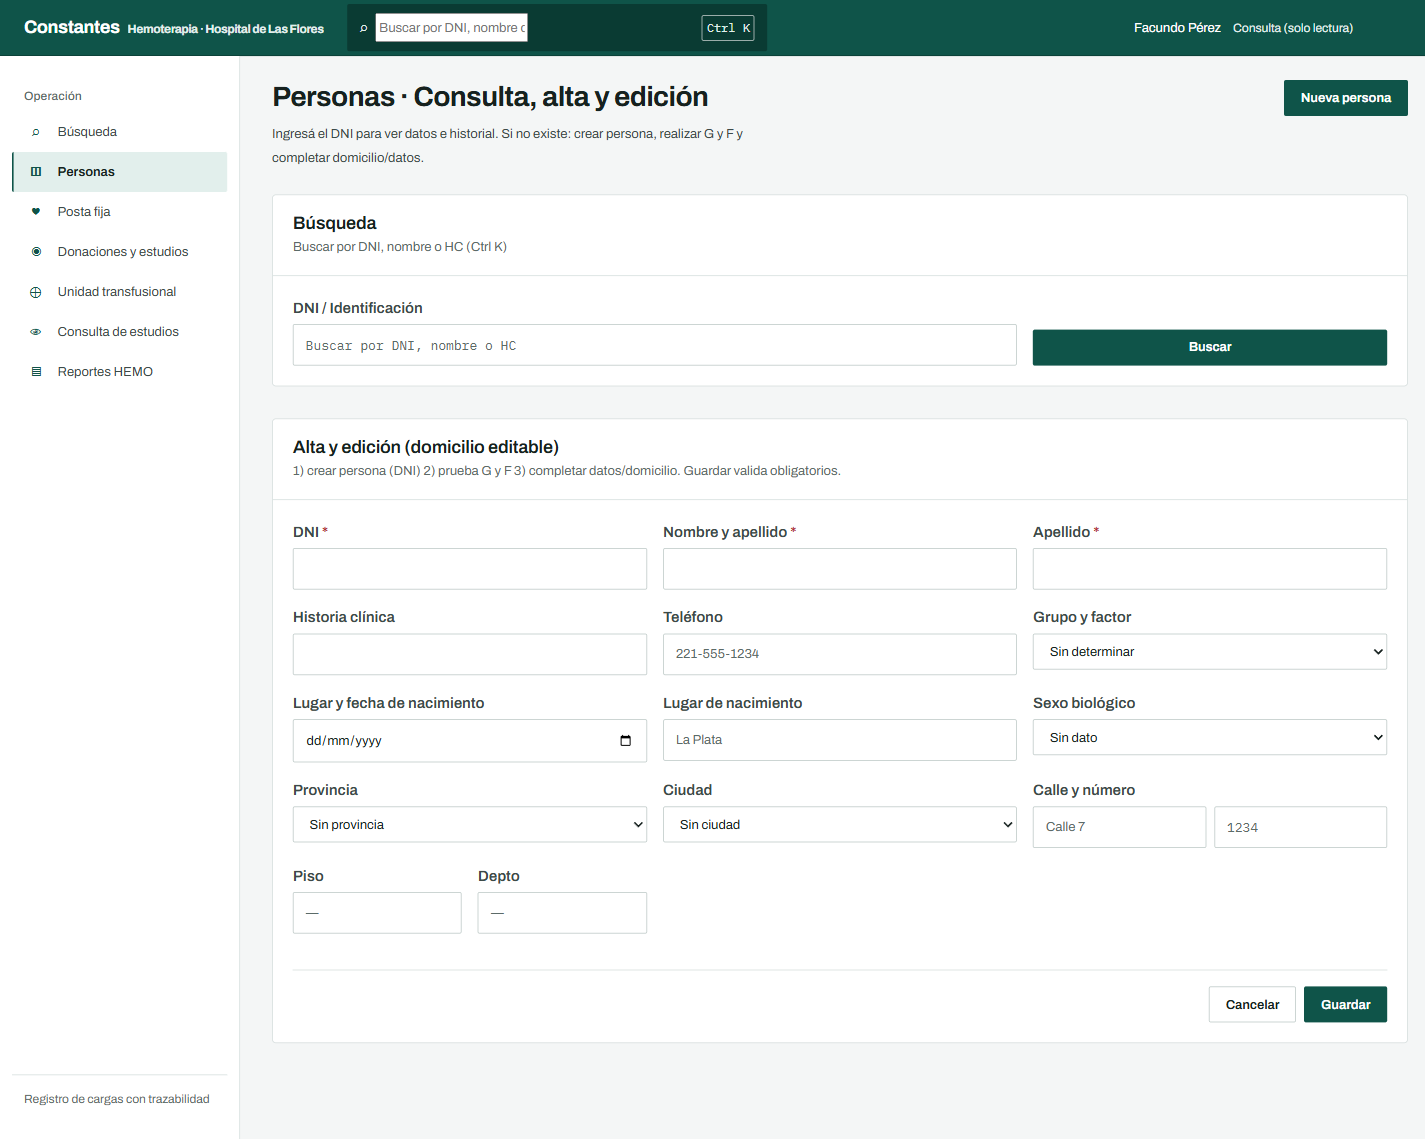 Constantes Hemoterapia · Hospital de Las Flores
Buscar por DNI, nombre
Ctrl K
Facundo Pérez Consulta (solo lectura)
Operación
Búsqueda
Personas
Posta fija
Donaciones y estudios
Unidad transfusional
Consulta de estudios
Reportes HEMO
Registro de cargas con trazabilidad
Personas · Consulta, alta y edición
Nueva persona
Ingresá el DNI para ver datos e historial. Si no existe: crear persona, realizar G y F y
completar domicilio/datos.
Búsqueda
Buscar por DNI, nombre o HC (Ctrl K)
DNI / Identificación
Buscar por DNI, nombre o HC
Buscar
Alta y edición (domicilio editable)
1) crear persona (DNI) 2) prueba G y F 3) completar datos/domicilio. Guardar valida obligatorios.
DNI *
Nombre y apellido *
Apellido *
Historia clínica
Teléfono
221-555-1234
Grupo y factor
Sin determinar
Lugar y fecha de nacimiento
dd/mm/yyyy
Lugar de nacimiento
La Plata
Sexo biológico
Sin dato
Provincia
Sin provincia
Ciudad
Sin ciudad
Calle y número
Calle 7
1234
Piso
—
Depto
—
Cancelar
Guardar